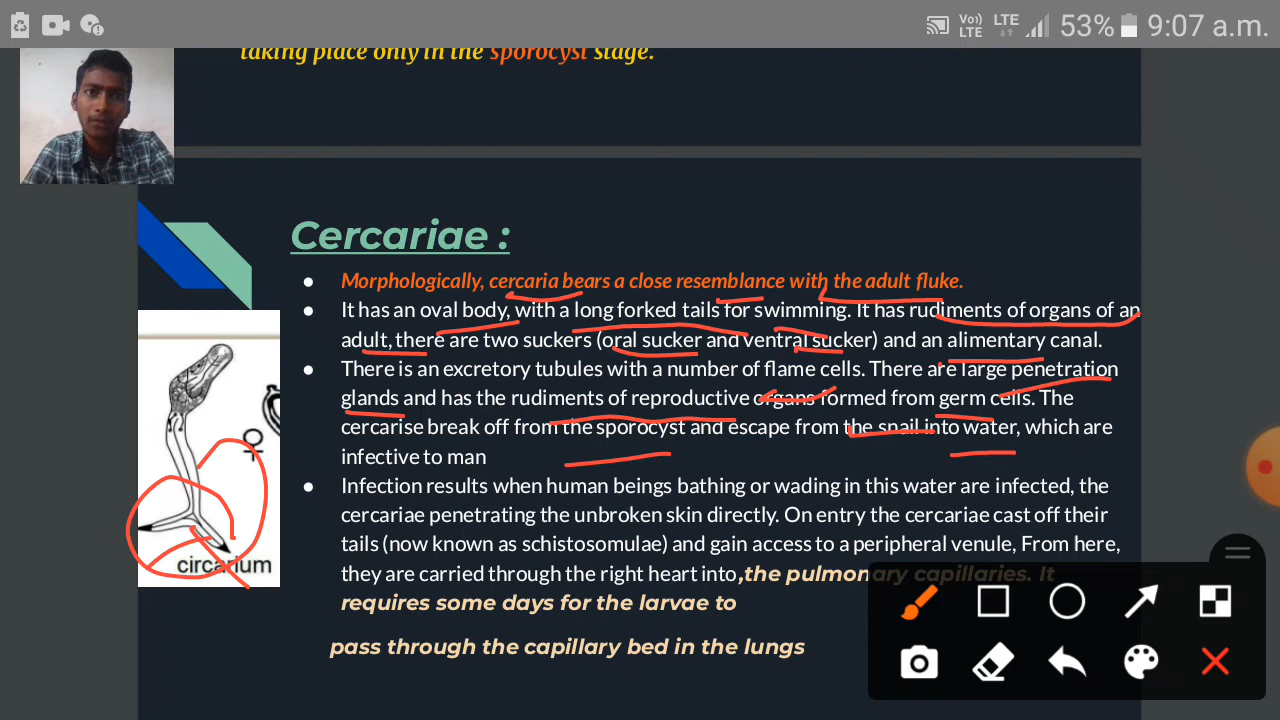 Vo)) LTE LTE 53% 9:07 a.m.
taking place only in the sporocyst stage.
Cercariae :
● Morphologically, cercaria bears a close resemblance with the adult fluke.
● It has an oval body, with a long forked tails for swimming. It has rudiments of organs of an
adult, there are two suckers (oral sucker and ventral sucker) and an alimentary canal.
● There is an excretory tubules with a number of flame cells. There are large penetration
glands and has the rudiments of reproductive organs formed from germ cells. The
cercarise break off from the sporocyst and escape from the snail into water, which are
infective to man
● Infection results when human beings bathing or wading in this water are infected, the
cercariae penetrating the unbroken skin directly. On entry the cercariae cast off their
tails (now known as schistosomulae) and gain access to a peripheral venule, From here,
they are carried through the right heart into,the pulmonary capillaries. It
requires some days for the larvae to
pass through the capillary bed in the lungs
♀
circarium